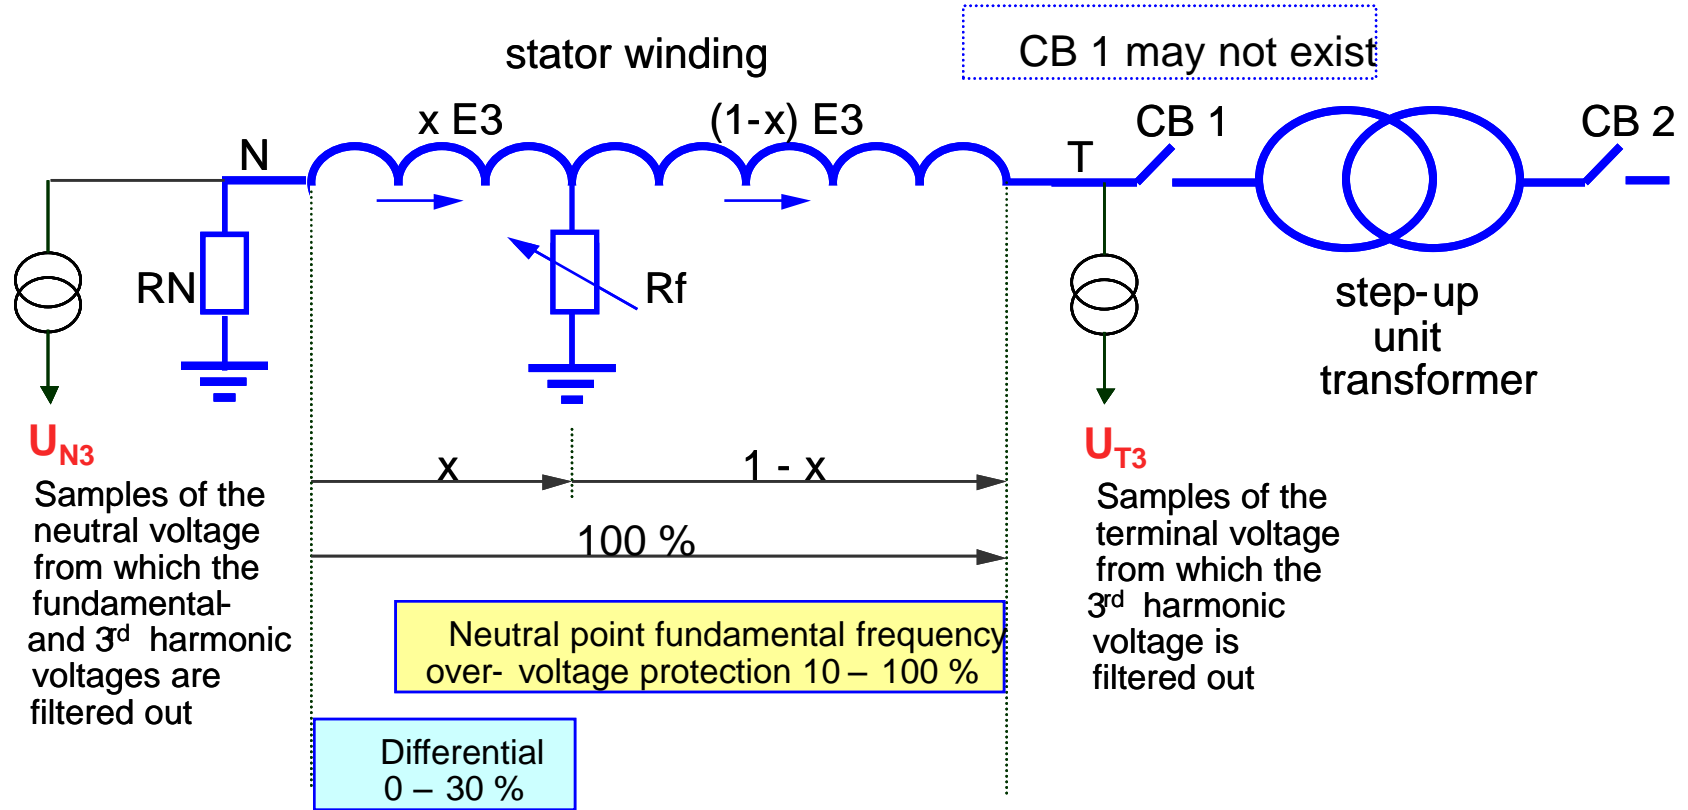 stator winding
CB 1 may not exist
x E3
(1-x) E3
CB 1
CB 2
N
T
RN
Rf
step-up
unit
transformer
U_N3
U_T3
x
1 - x
100 %
Samples of the
neutral voltage
from which the
fundamental-
and 3rd harmonic
voltages are
filtered out
Samples of the
terminal voltage
from which the
3rd harmonic
voltage is
filtered out
Neutral point fundamental frequency
over- voltage protection 10 – 100 %
Differential
0 – 30 %